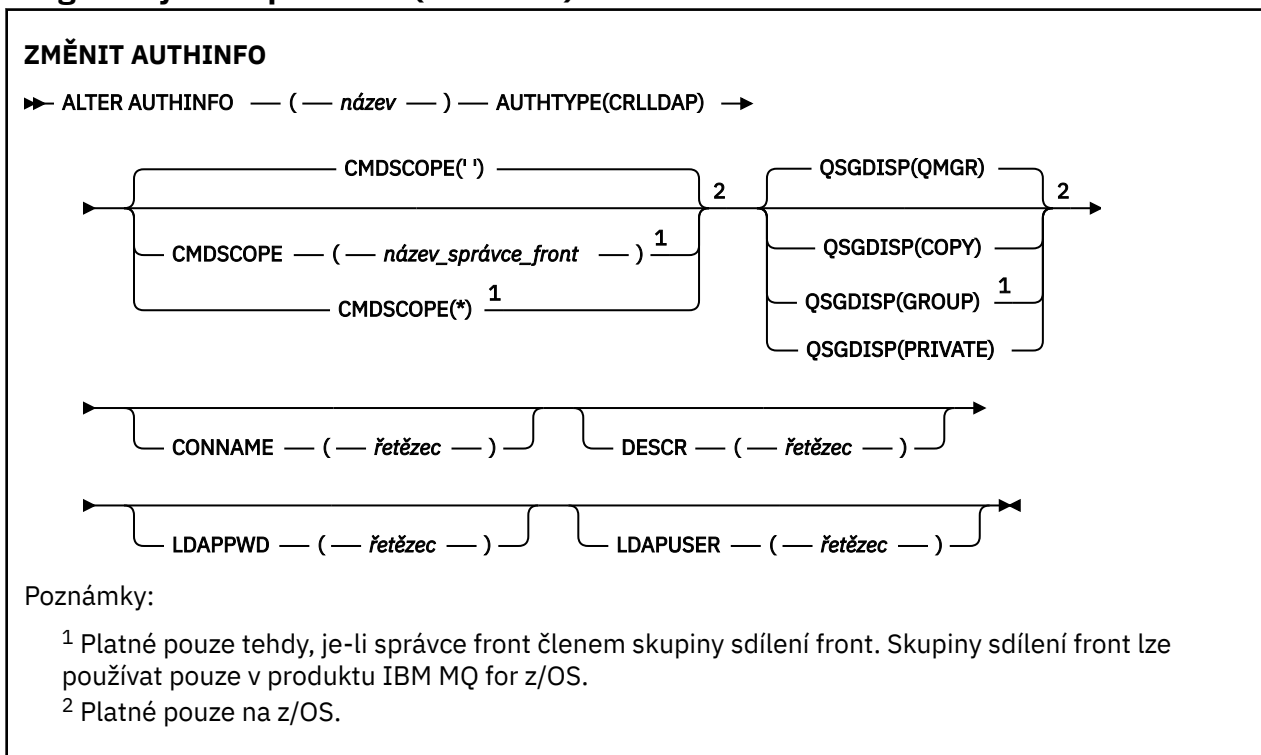 ZMĚNIT AUTHINFO
ALTER AUTHINFO — ( — název — ) — AUTHTYPE(CRLLDAP)
CMDSCOPE(' ')
2
CMDSCOPE — ( — název_správce_front — ) 1
CMDSCOPE(*) 1
QSGDISP(QMGR)
2
QSGDISP(COPY)
QSGDISP(GROUP) 1
QSGDISP(PRIVATE)
CONNAME — ( — řetězec — )
DESCR — ( — řetězec — )
LDAPPWD — ( — řetězec — )
LDAPUSER — ( — řetězec — )
Poznámky:
1 Platné pouze tehdy, je-li správce front členem skupiny sdílení front. Skupiny sdílení front lze
používat pouze v produktu IBM MQ for z/OS.
2 Platné pouze na z/OS.